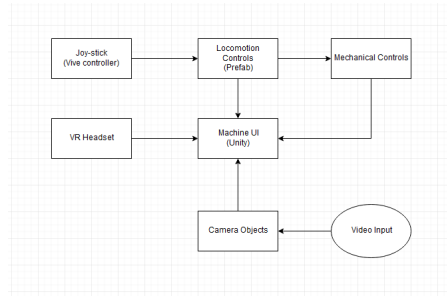 Joy-stick
(Vive controller)
Locomotion
Controls
(Prefab)
Mechanical Controls
VR Headset
Machine UI
(Unity)
Camera Objects
Video Input